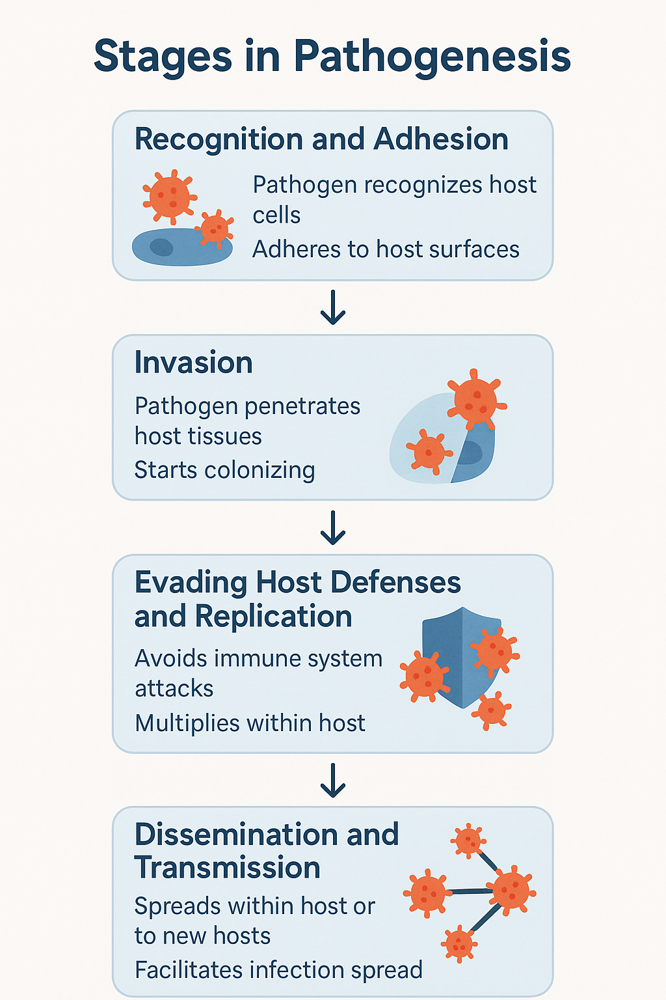 Stages in Pathogenesis
Recognition and Adhesion
Pathogen recognizes host
cells
Adheres to host surfaces
Invasion
Pathogen penetrates
host tissues
Starts colonizing
Evading Host Defenses
and Replication
Avoids immune system
attacks
Multiplies within host
Dissemination and
Transmission
Spreads within host or
to new hosts
Facilitates infection spread